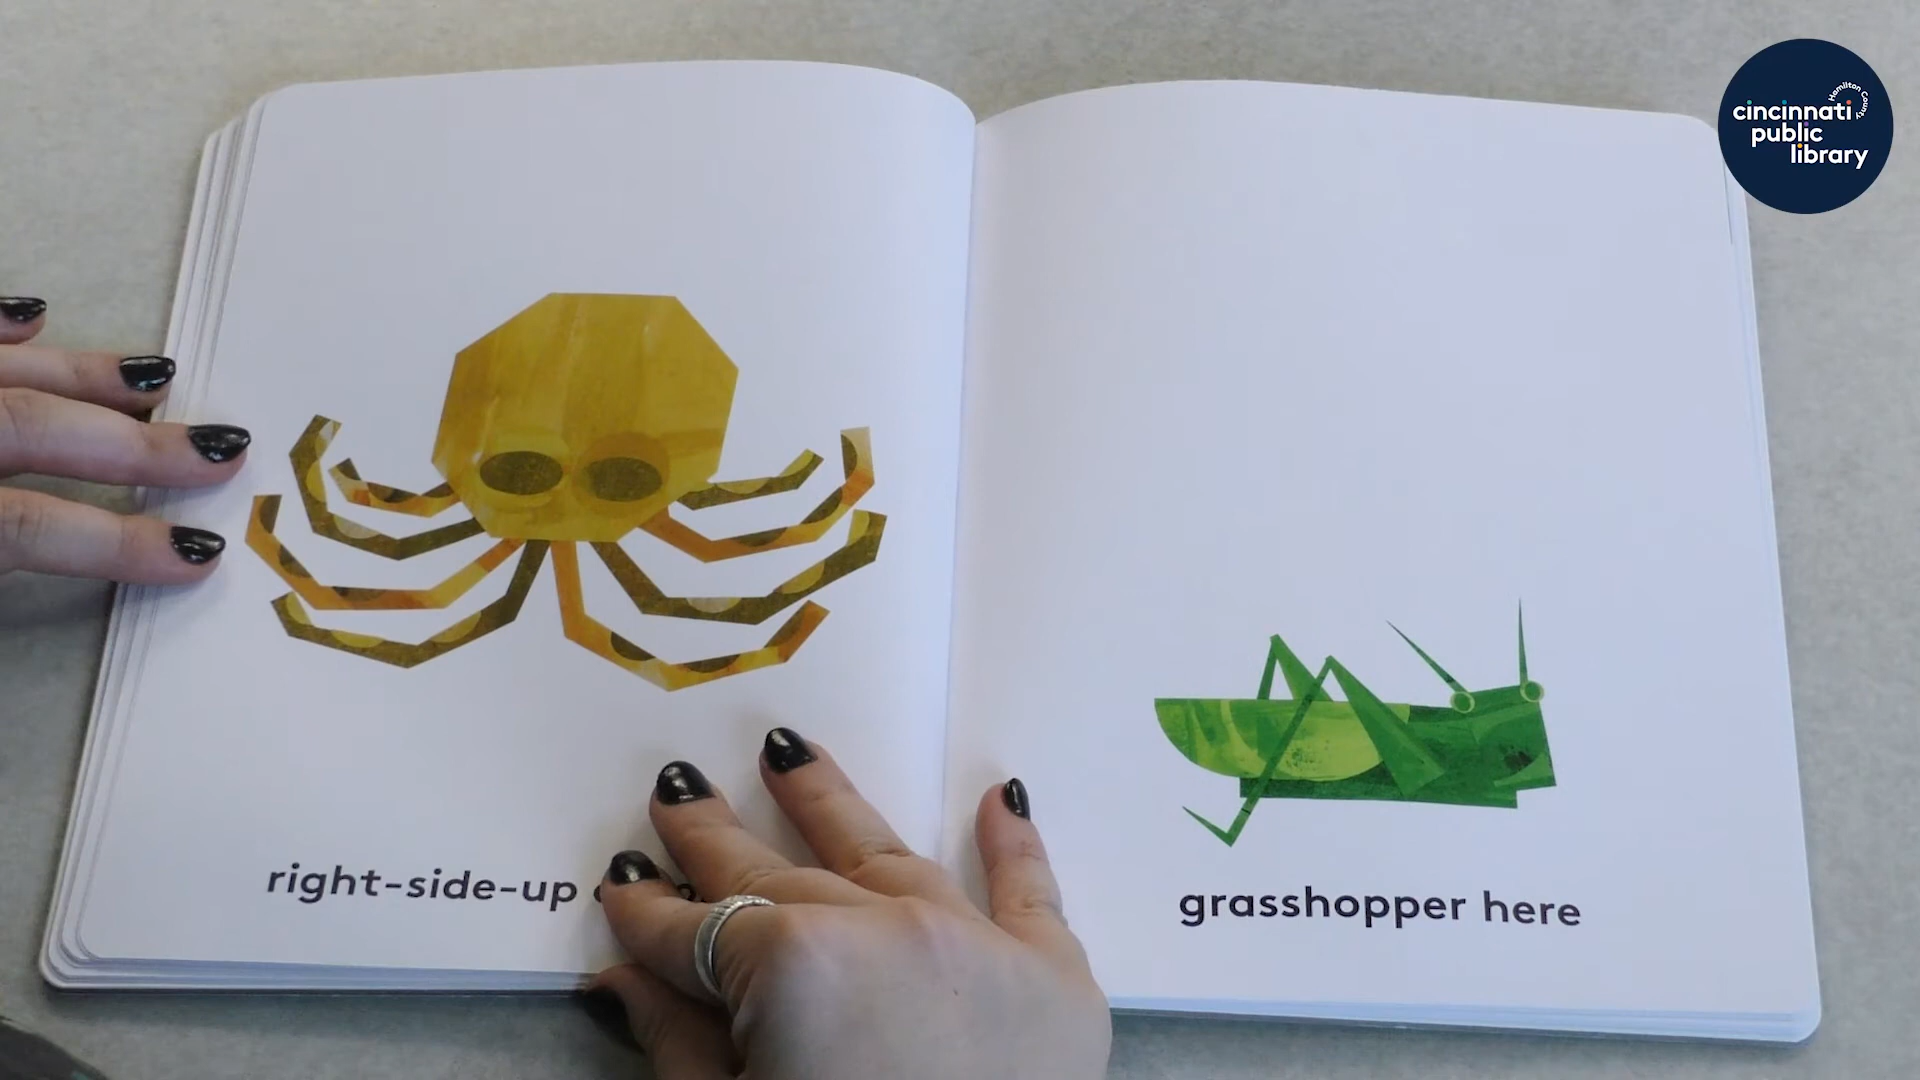 right-side-up
grasshopper here
Hamilton County
cincinnati
public
library